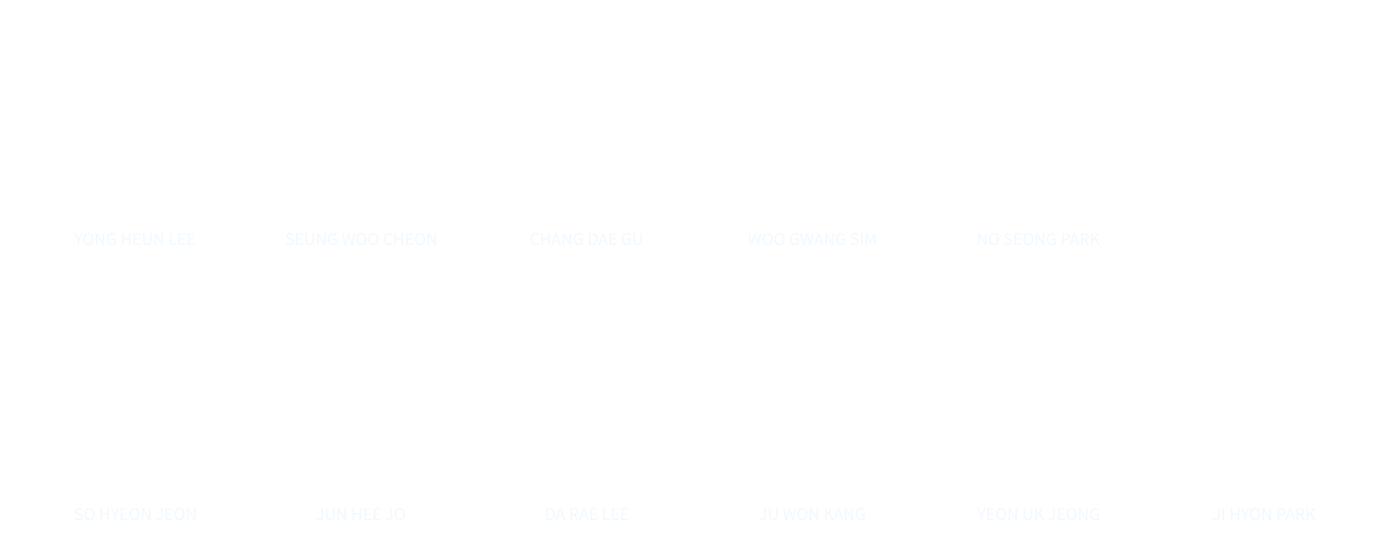 YONG HEUN LEE SEUNG WOO CHEON CHANG DAE GU WOO GWANG SIM NO SEONG PARK
SO HYEON JEON JUN HEE JO DA RAE LEE JU WON KANG YEON UK JEONG JI HYON PARK